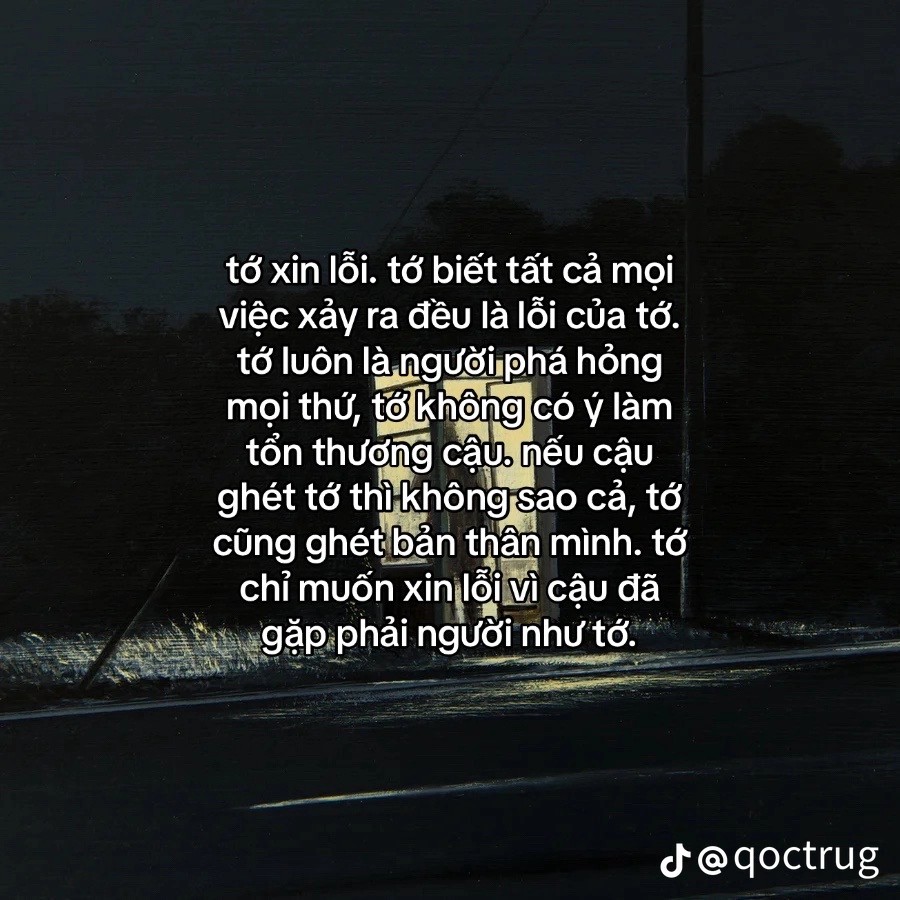 tớ xin lỗi. tớ biết tất cả mọi
việc xảy ra đều là lỗi của tớ.
tớ luôn là người phá hỏng
mọi thứ, tớ không có ý làm
tổn thương cậu. nếu cậu
ghét tớ thì không sao cả, tớ
cũng ghét bản thân mình. tớ
chỉ muốn xin lỗi vì cậu đã
gặp phải người như tớ.
@qoctrug